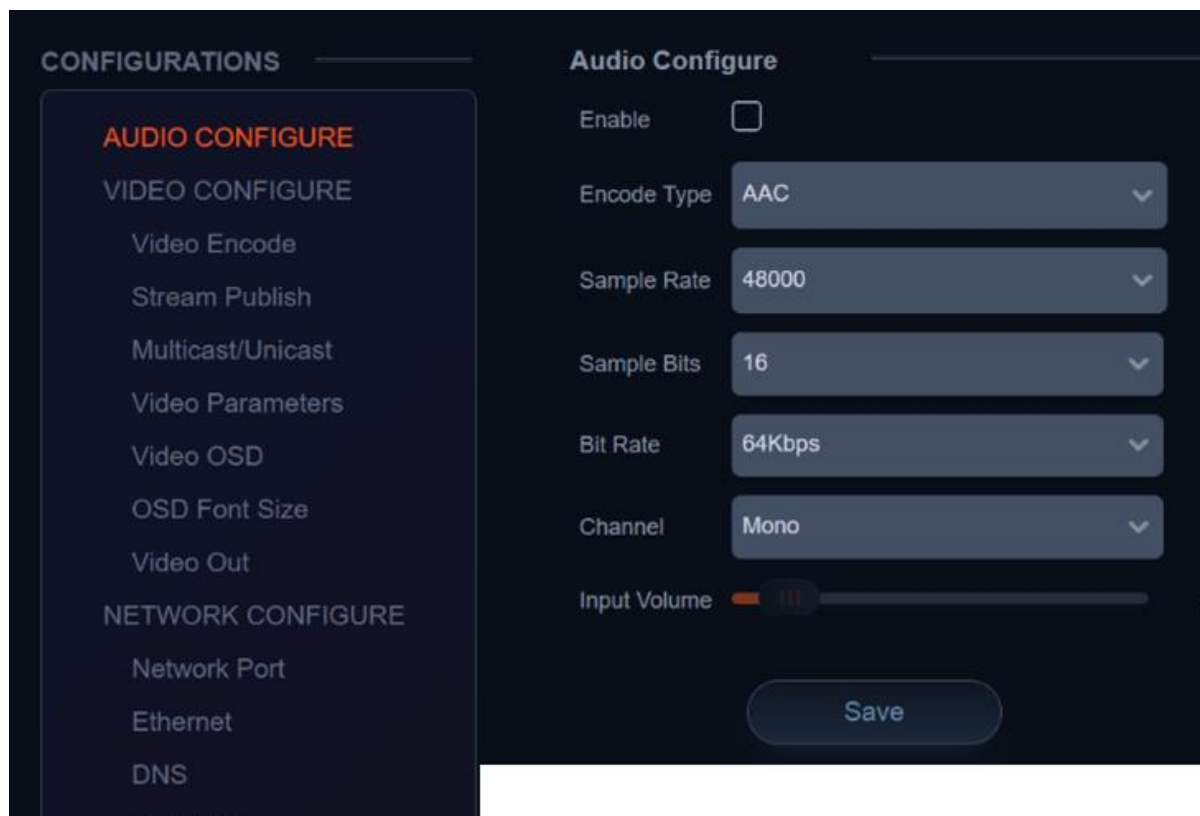 CONFIGURATIONS
AUDIO CONFIGURE
VIDEO CONFIGURE
Video Encode
Stream Publish
Multicast/Unicast
Video Parameters
Video OSD
OSD Font Size
Video Out
NETWORK CONFIGURE
Network Port
Ethernet
DNS
Audio Configure
Enable
Encode Type AAC
Sample Rate 48000
Sample Bits 16
Bit Rate 64Kbps
Channel Mono
Input Volume
Save